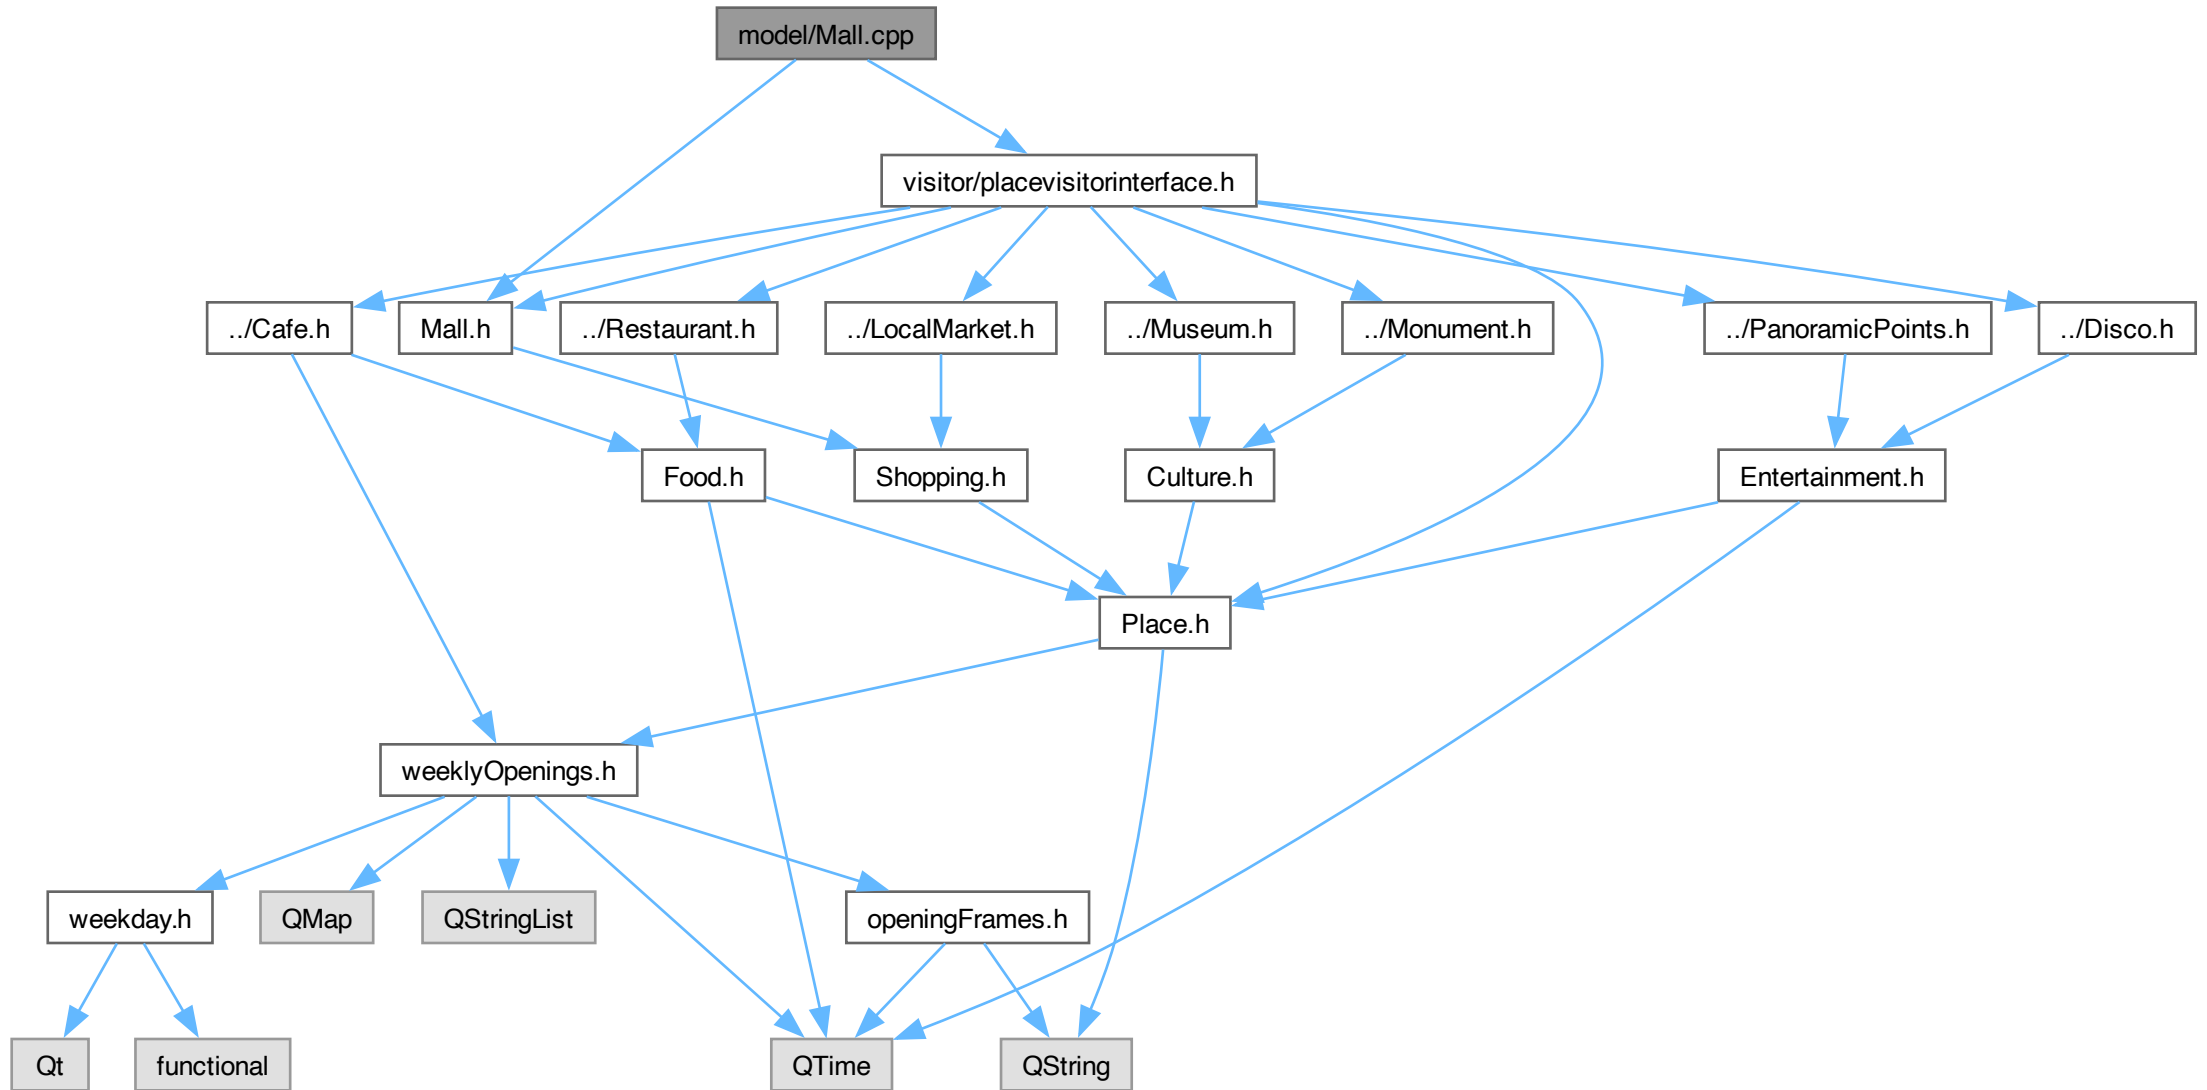 model/Mall.cpp
visitor/placevisitorinterface.h
../Cafe.h
Mall.h
../Restaurant.h
../LocalMarket.h
../Museum.h
../Monument.h
../PanoramicPoints.h
../Disco.h
Food.h
Shopping.h
Culture.h
Entertainment.h
Place.h
weeklyOpenings.h
weekday.h
QMap
QStringList
openingFrames.h
Qt
functional
QTime
QString